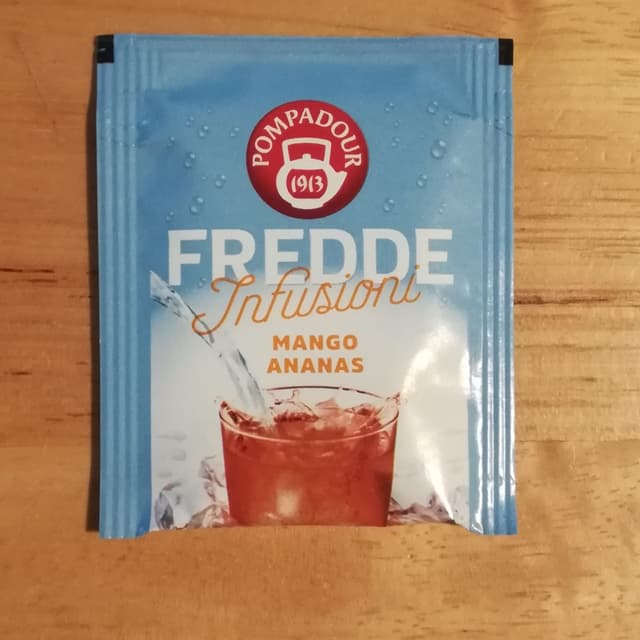 POMPADOUR
1913
FREDDE
Infusioni
MANGO
ANANAS